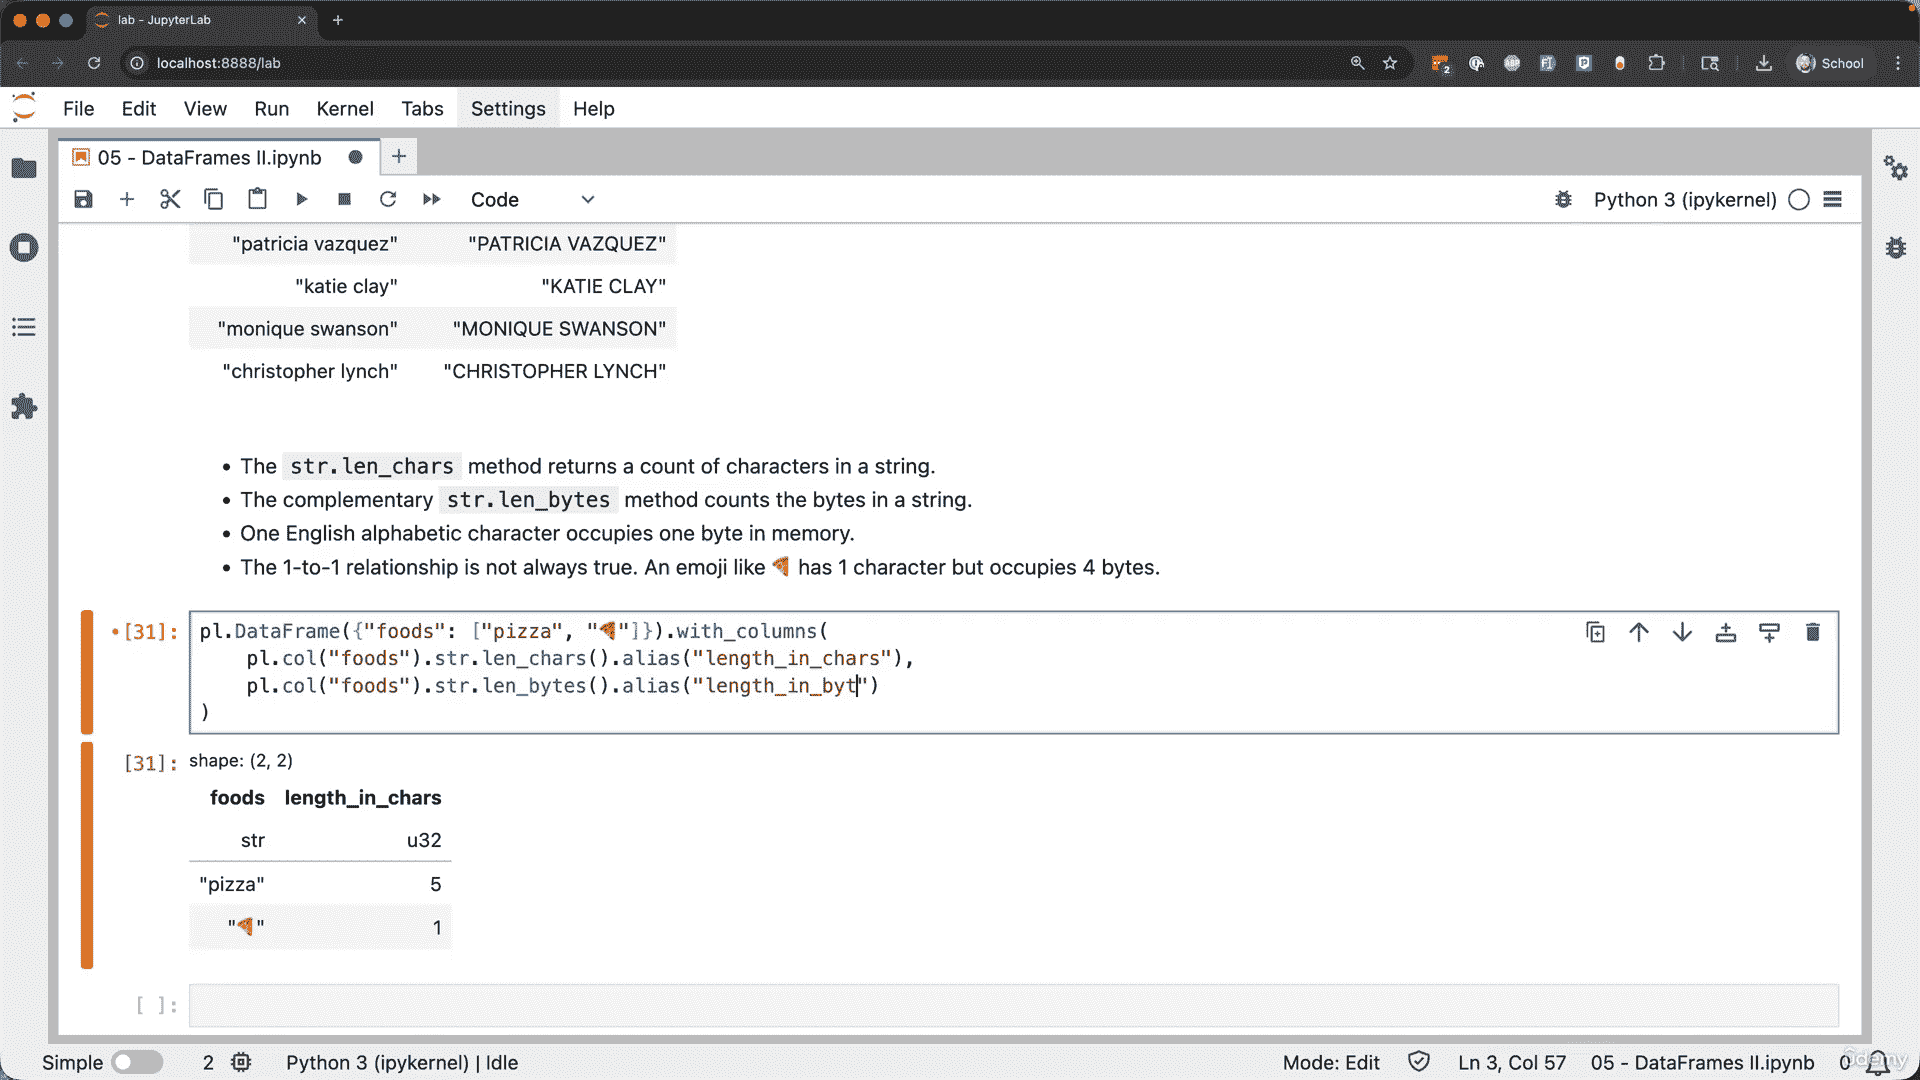 lab - JupyterLab
localhost:8888/lab
2
School
File Edit View Run Kernel Tabs Settings Help
05 - DataFrames II.ipynb
Code
Python 3 (ipykernel)
"patricia vazquez" "PATRICIA VAZQUEZ"
"katie clay" "KATIE CLAY"
"monique swanson" "MONIQUE SWANSON"
"christopher lynch" "CHRISTOPHER LYNCH"
• The str.len_chars method returns a count of characters in a string.
• The complementary str.len_bytes method counts the bytes in a string.
• One English alphabetic character occupies one byte in memory.
• The 1-to-1 relationship is not always true. An emoji like 🍕 has 1 character but occupies 4 bytes.
[31]: pl.DataFrame({"foods": ["pizza", "🍕"]}).with_columns(
pl.col("foods").str.len_chars().alias("length_in_chars"),
pl.col("foods").str.len_bytes().alias("length_in_byt")
)
[31]: shape: (2, 2)
foods length_in_chars
str u32
"pizza" 5
"🍕" 1
[ ]:
Simple 2 Python 3 (ipykernel) | Idle Mode: Edit Ln 3, Col 57 05 - DataFrames II.ipynb 0
ûdemy